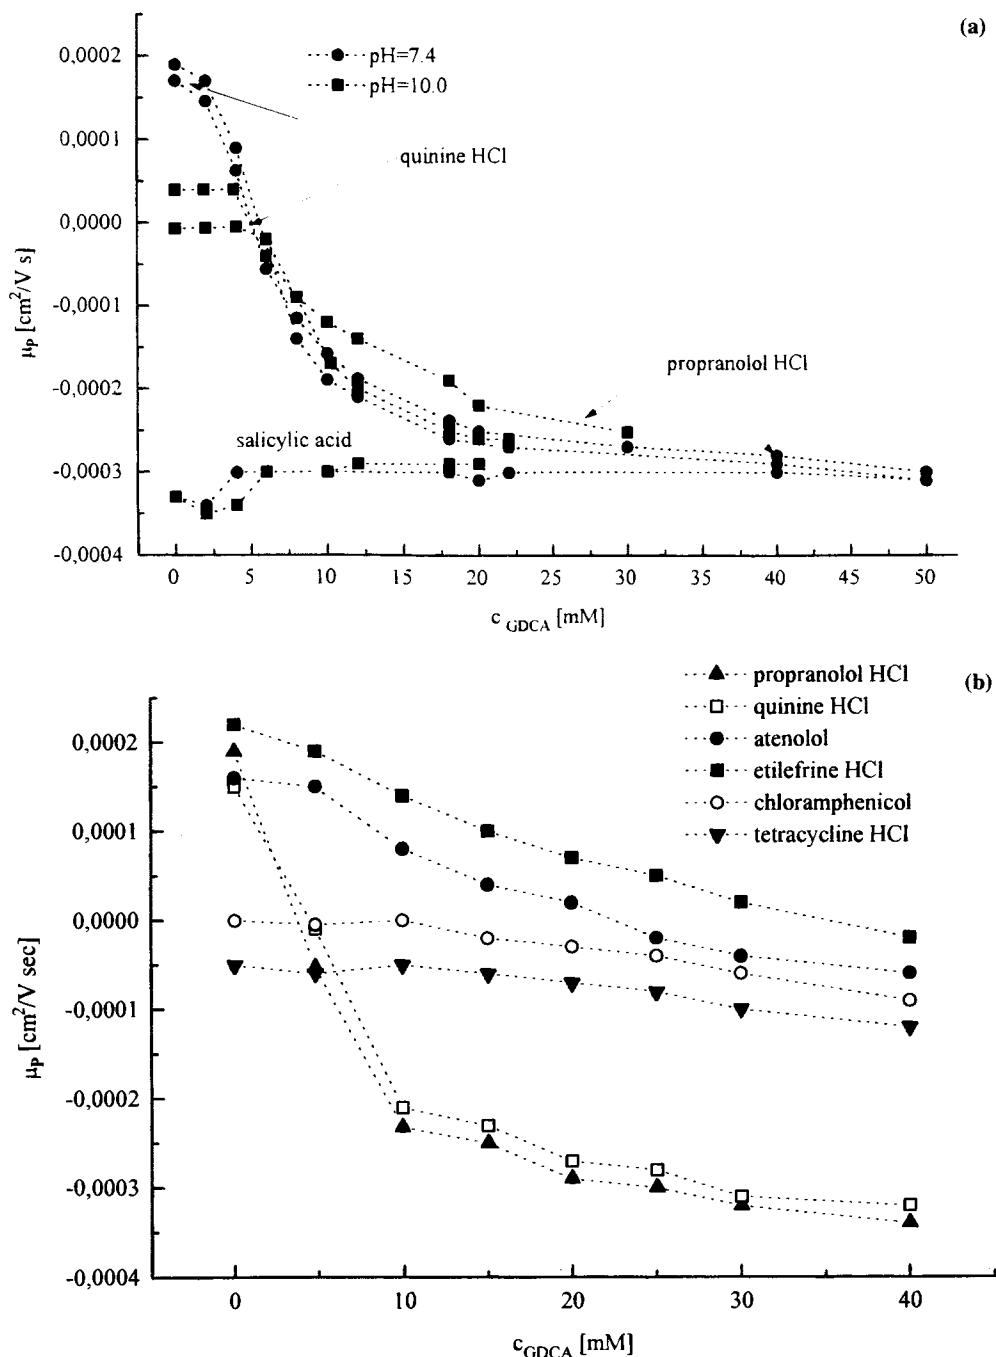 (a)
0,0002
0,0001
0,0000
-0,0001
-0,0002
-0,0003
-0,0004
μP [cm²/V s]
pH=7.4
pH=10.0
quinine HCl
propranolol HCl
salicylic acid
0 5 10 15 20 25 30 35 40 45 50
c GDCA [mM]
(b)
propranolol HCl
quinine HCl
atenolol
etilefrine HCl
chloramphenicol
tetracycline HCl
0,0002
0,0001
0,0000
-0,0001
-0,0002
-0,0003
-0,0004
μP [cm²/V sec]
0 10 20 30 40
cGDCA [mM]